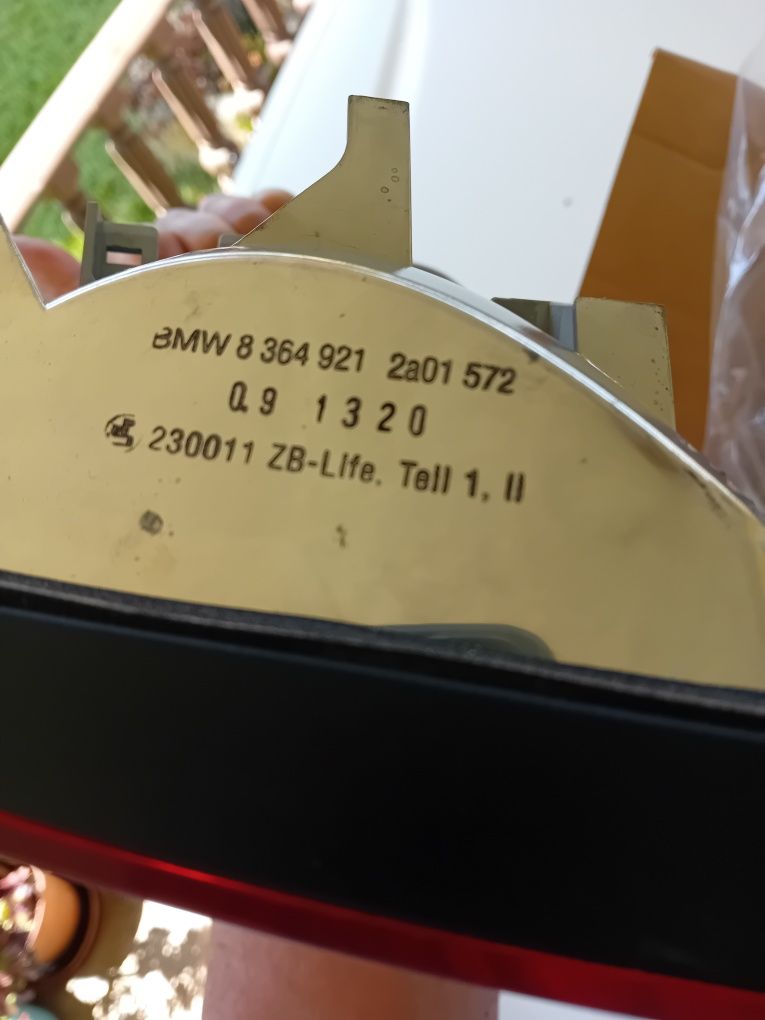 BMW 8 364 921 2a01 572
0.9 1320
230011 ZB-Life. Teil 1, II